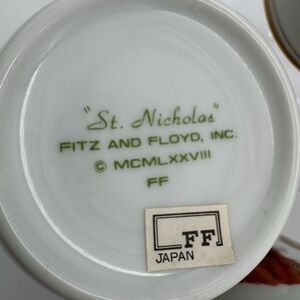 "St. Nicholas"
FITZ AND FLOYD, INC.
© MCMLXXVIII
FF
FF
JAPAN